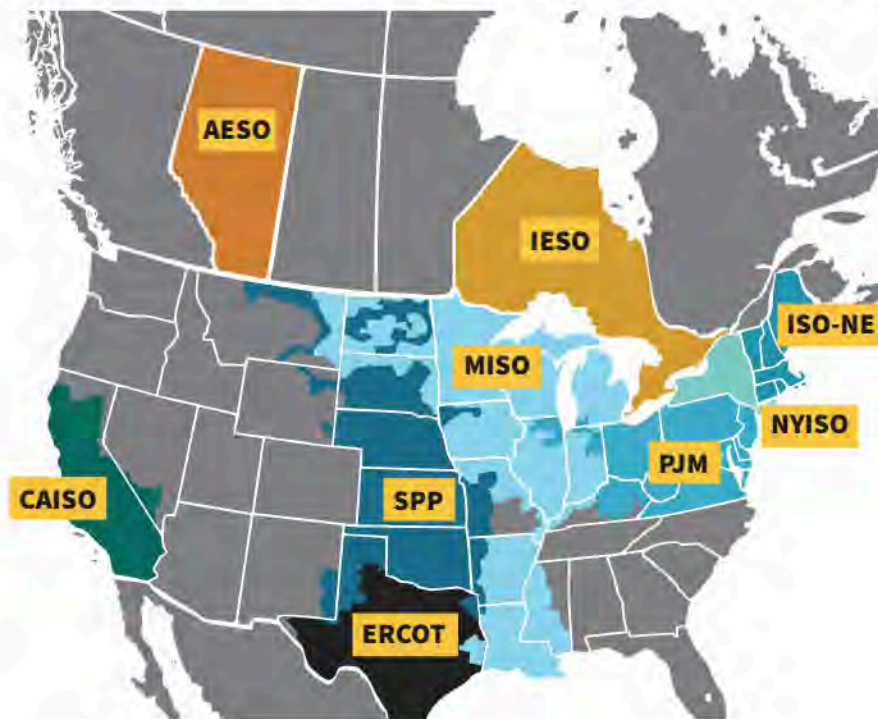 AESO
IESO
ISO-NE
MISO
NYISO
PJM
CAISO
SPP
ERCOT